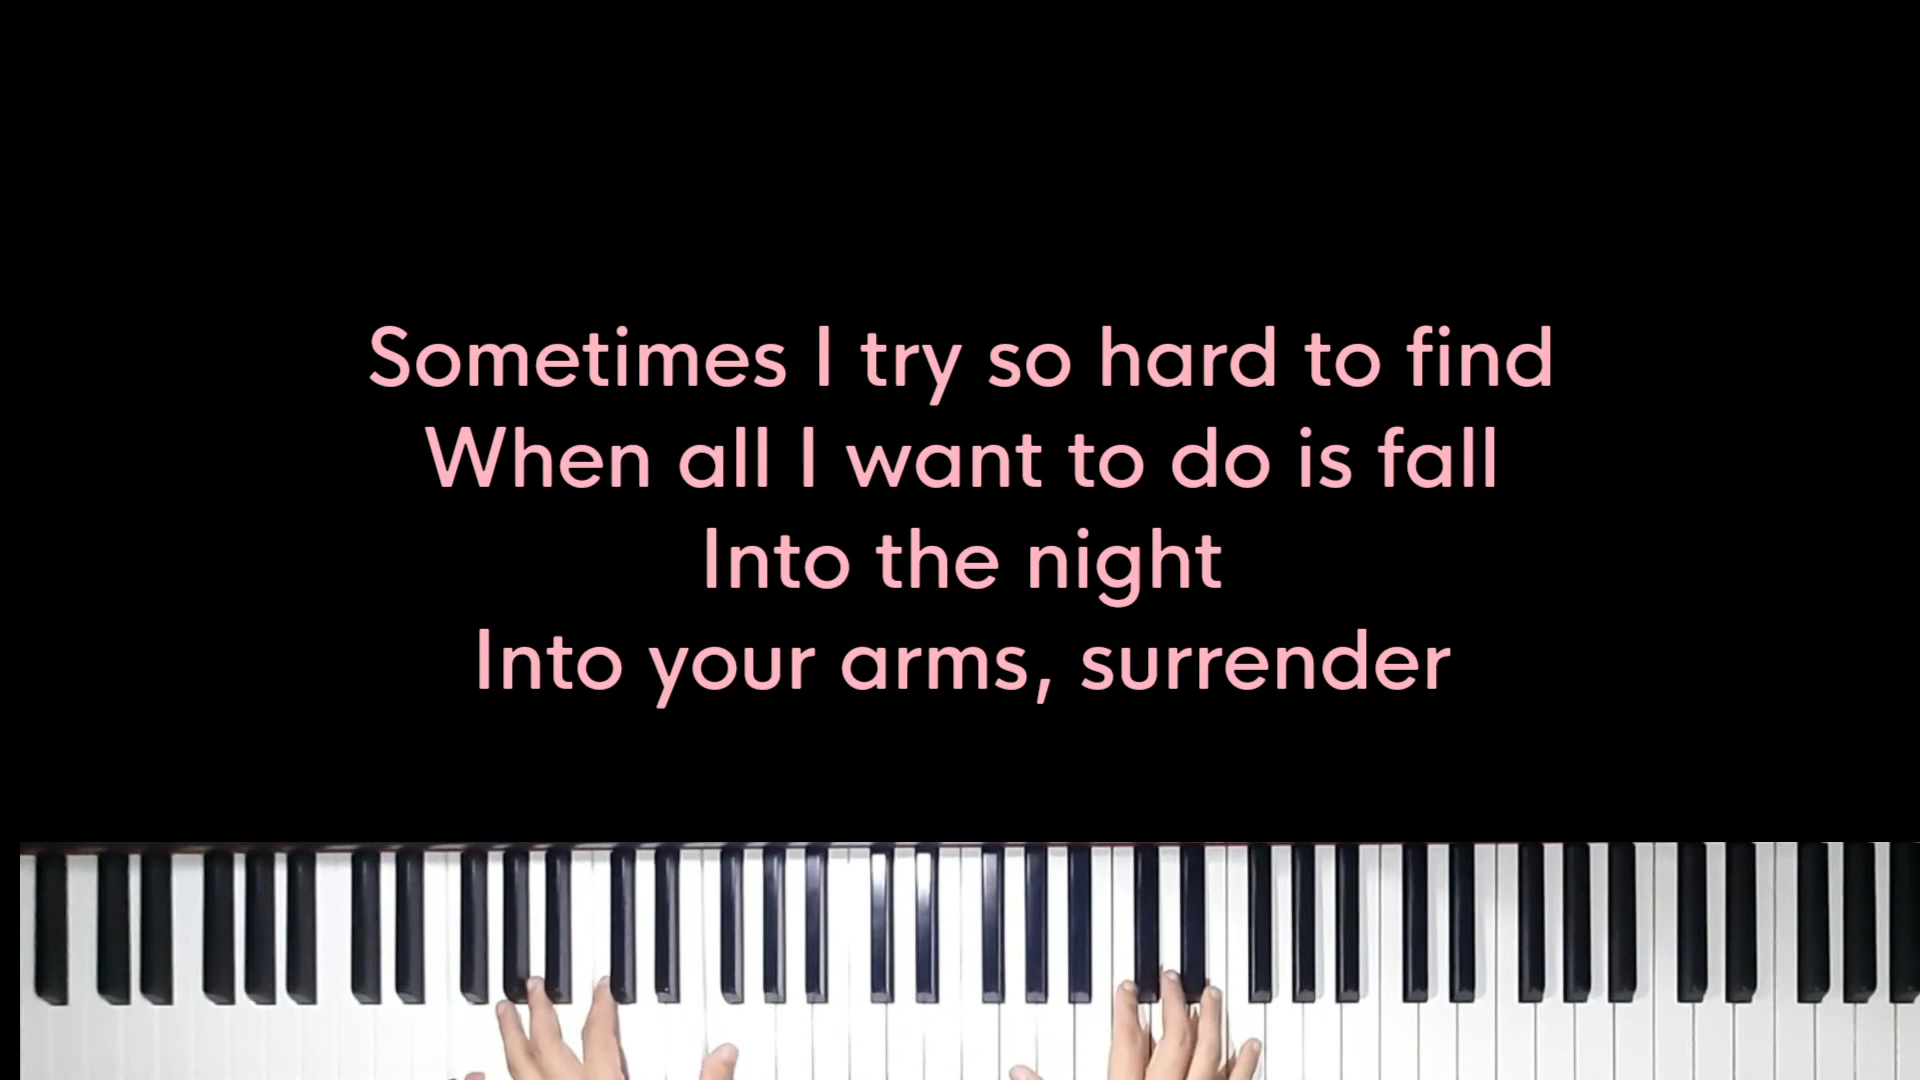 Sometimes I try so hard to find
When all I want to do is fall
Into the night
Into your arms, surrender